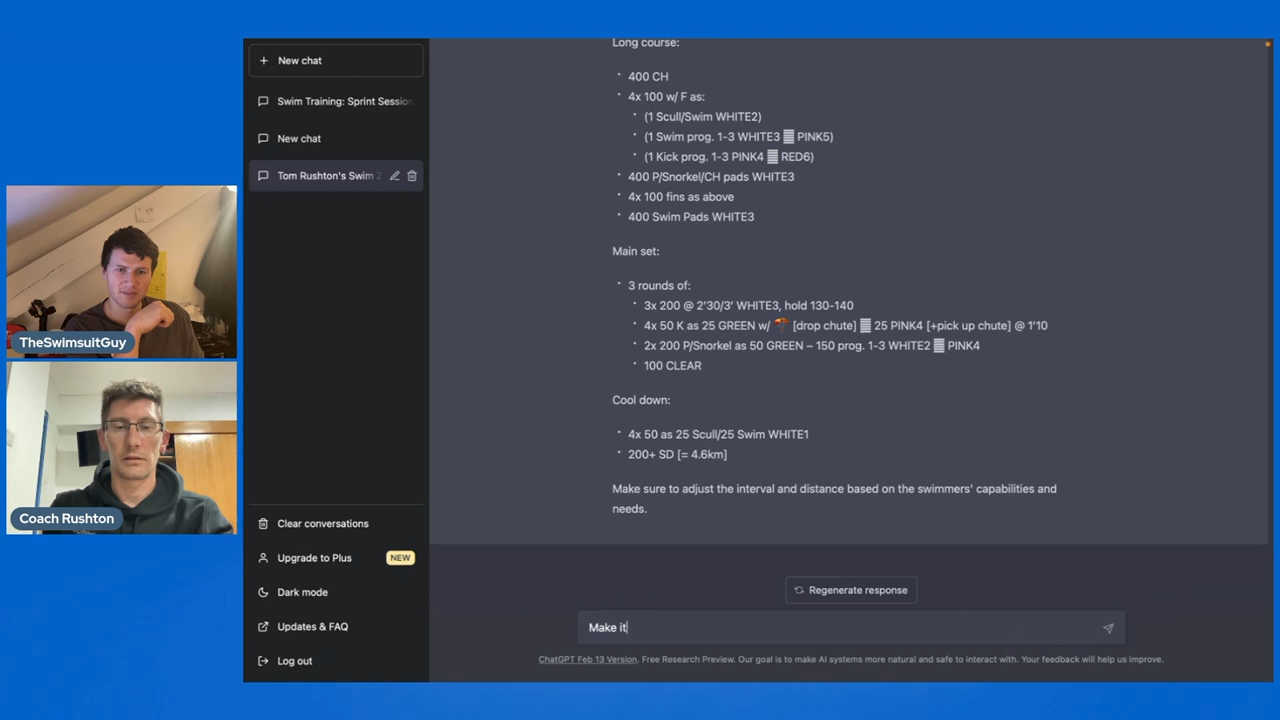 New chat
Swim Training: Sprint Session
New chat
Tom Rushton's Swim 
Clear conversations
Upgrade to Plus NEW
Dark mode
Updates & FAQ
Log out
TheSwimsuitGuy
Coach Rushton
Long course:
400 CH
4x 100 w/ F as:
(1 Scull/Swim WHITE2)
(1 Swim prog. 1-3 WHITE3 ▓ PINK5)
(1 Kick prog. 1-3 PINK4 ▓ RED6)
400 P/Snorkel/CH pads WHITE3
4x 100 fins as above
400 Swim Pads WHITE3
Main set:
3 rounds of:
3x 200 @ 2'30/3' WHITE3, hold 130-140
4x 50 K as 25 GREEN w/ [drop chute] ▓ 25 PINK4 [+pick up chute] @ 1'10
2x 200 P/Snorkel as 50 GREEN – 150 prog. 1-3 WHITE2 ▓ PINK4
100 CLEAR
Cool down:
4x 50 as 25 Scull/25 Swim WHITE1
200+ SD [= 4.6km]
Make sure to adjust the interval and distance based on the swimmers' capabilities and
needs.
Regenerate response
Make it
ChatGPT Feb 13 Version. Free Research Preview. Our goal is to make AI systems more natural and safe to interact with. Your feedback will help us improve.